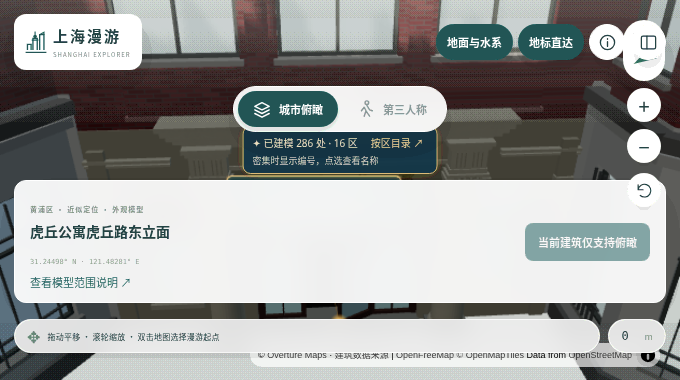 上海漫游
SHANGHAI EXPLORER
地面与水系
地标直达
城市俯瞰
第三人称
✦ 已建模 286 处 · 16 区 按区目录 ↗
密集时显示编号，点选查看名称
黄浦区 · 近似定位 · 外观模型
虎丘公寓虎丘路东立面
31.24498° N · 121.48201° E
查看模型范围说明 ↗
当前建筑仅支持俯瞰
拖动平移 · 滚轮缩放 · 双击地图选择漫游起点
0 m
© Overture Maps · 建筑数据来源 | OpenFreeMap © OpenMapTiles Data from OpenStreetMap